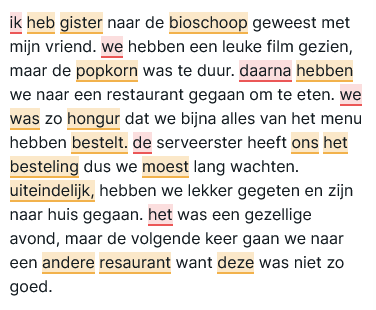 ik heb gister naar de bioschoop geweest met
mijn vriend. we hebben een leuke film gezien,
maar de popkorn was te duur. daarna hebben
we naar een restaurant gegaan om te eten. we
was zo hongur dat we bijna alles van het menu
hebben bestelt. de serveerster heeft ons het
besteling dus we moest lang wachten.
uiteindelijk, hebben we lekker gegeten en zijn
naar huis gegaan. het was een gezellige
avond, maar de volgende keer gaan we naar
een andere resaurant want deze was niet zo
goed.